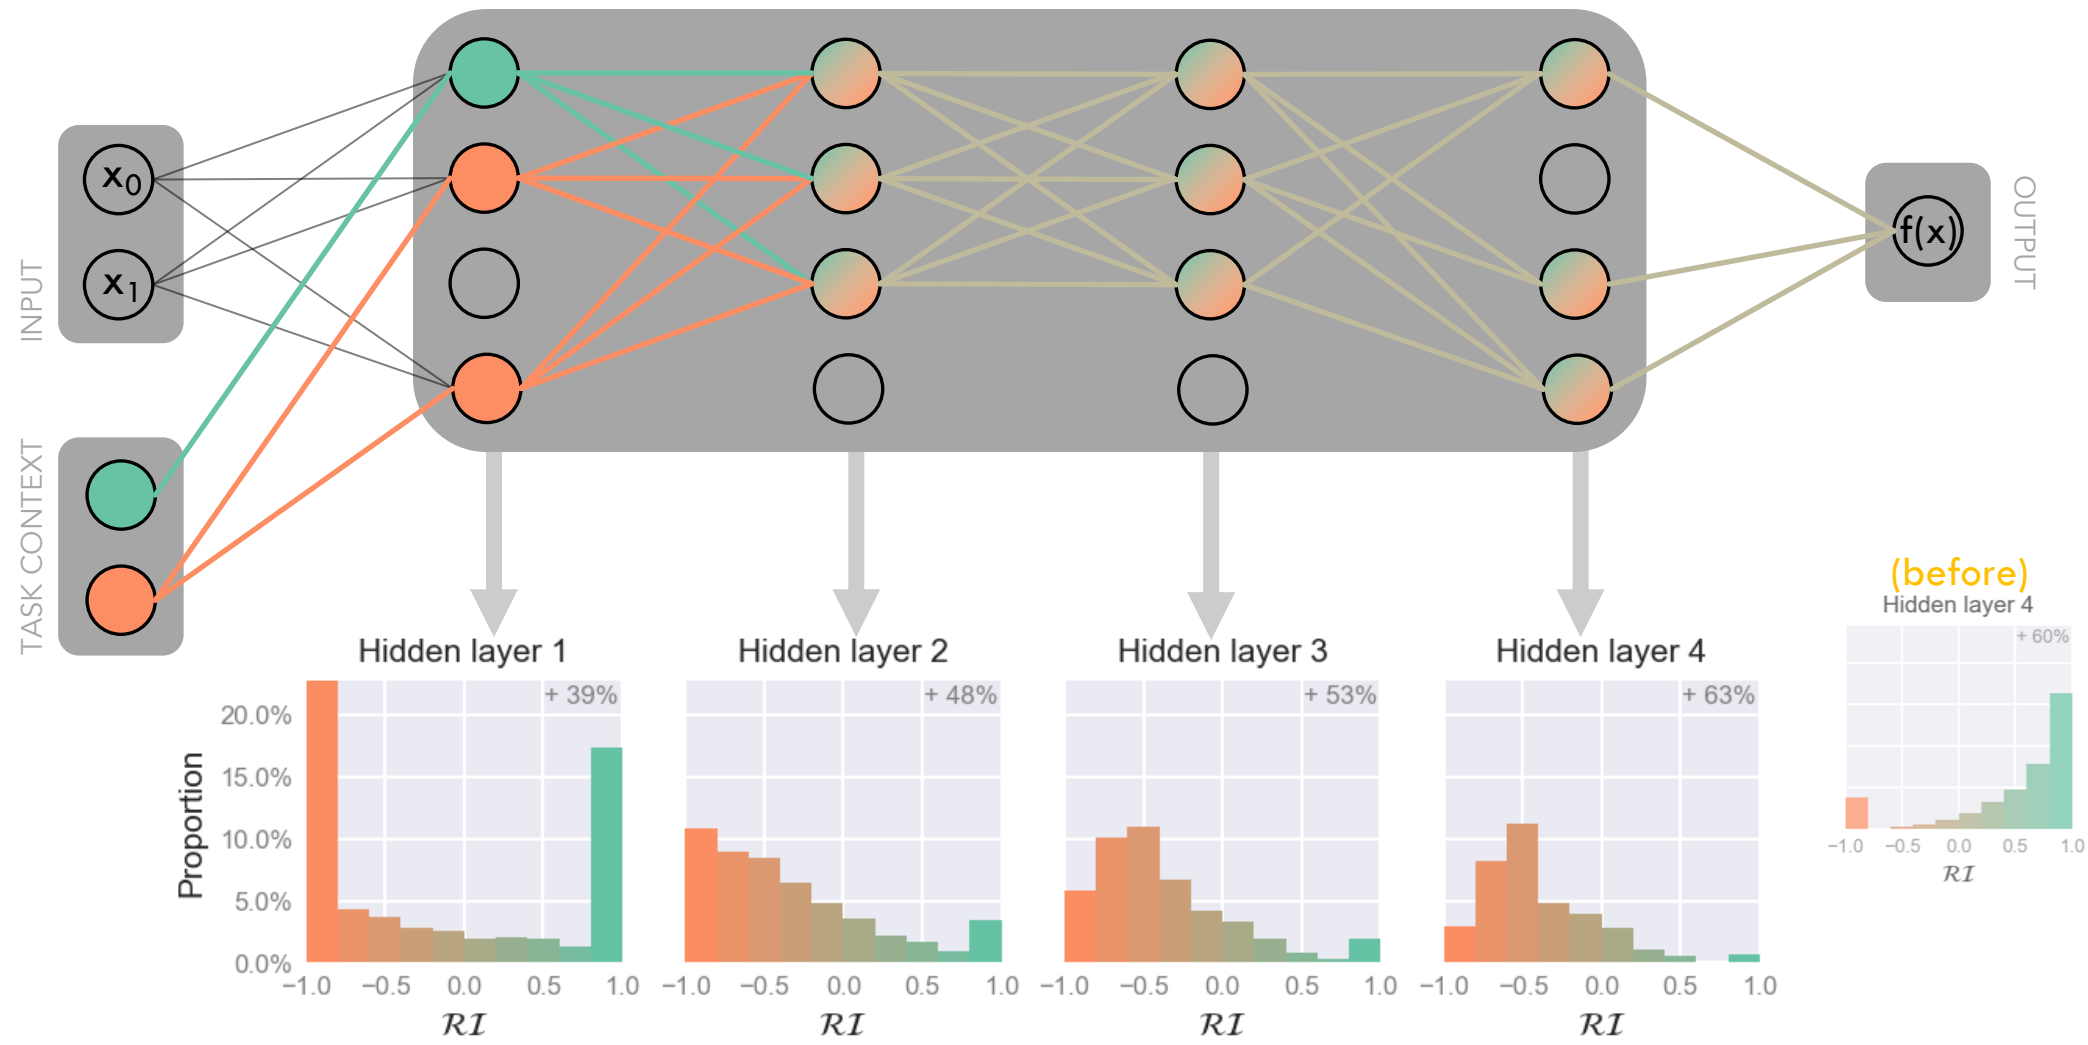 INPUT
x0
x1
TASK CONTEXT
f(x)
OUTPUT
(before)
Hidden layer 4
+ 60%
−1.0 −0.5 0.0 0.5 1.0
RI
Hidden layer 1
Hidden layer 2
Hidden layer 3
Hidden layer 4
+ 39%
+ 48%
+ 53%
+ 63%
Proportion
20.0%
15.0%
10.0%
5.0%
0.0%
−1.0 −0.5 0.0 0.5 1.0
−1.0 −0.5 0.0 0.5 1.0
−1.0 −0.5 0.0 0.5 1.0
−1.0 −0.5 0.0 0.5 1.0
RI
RI
RI
RI